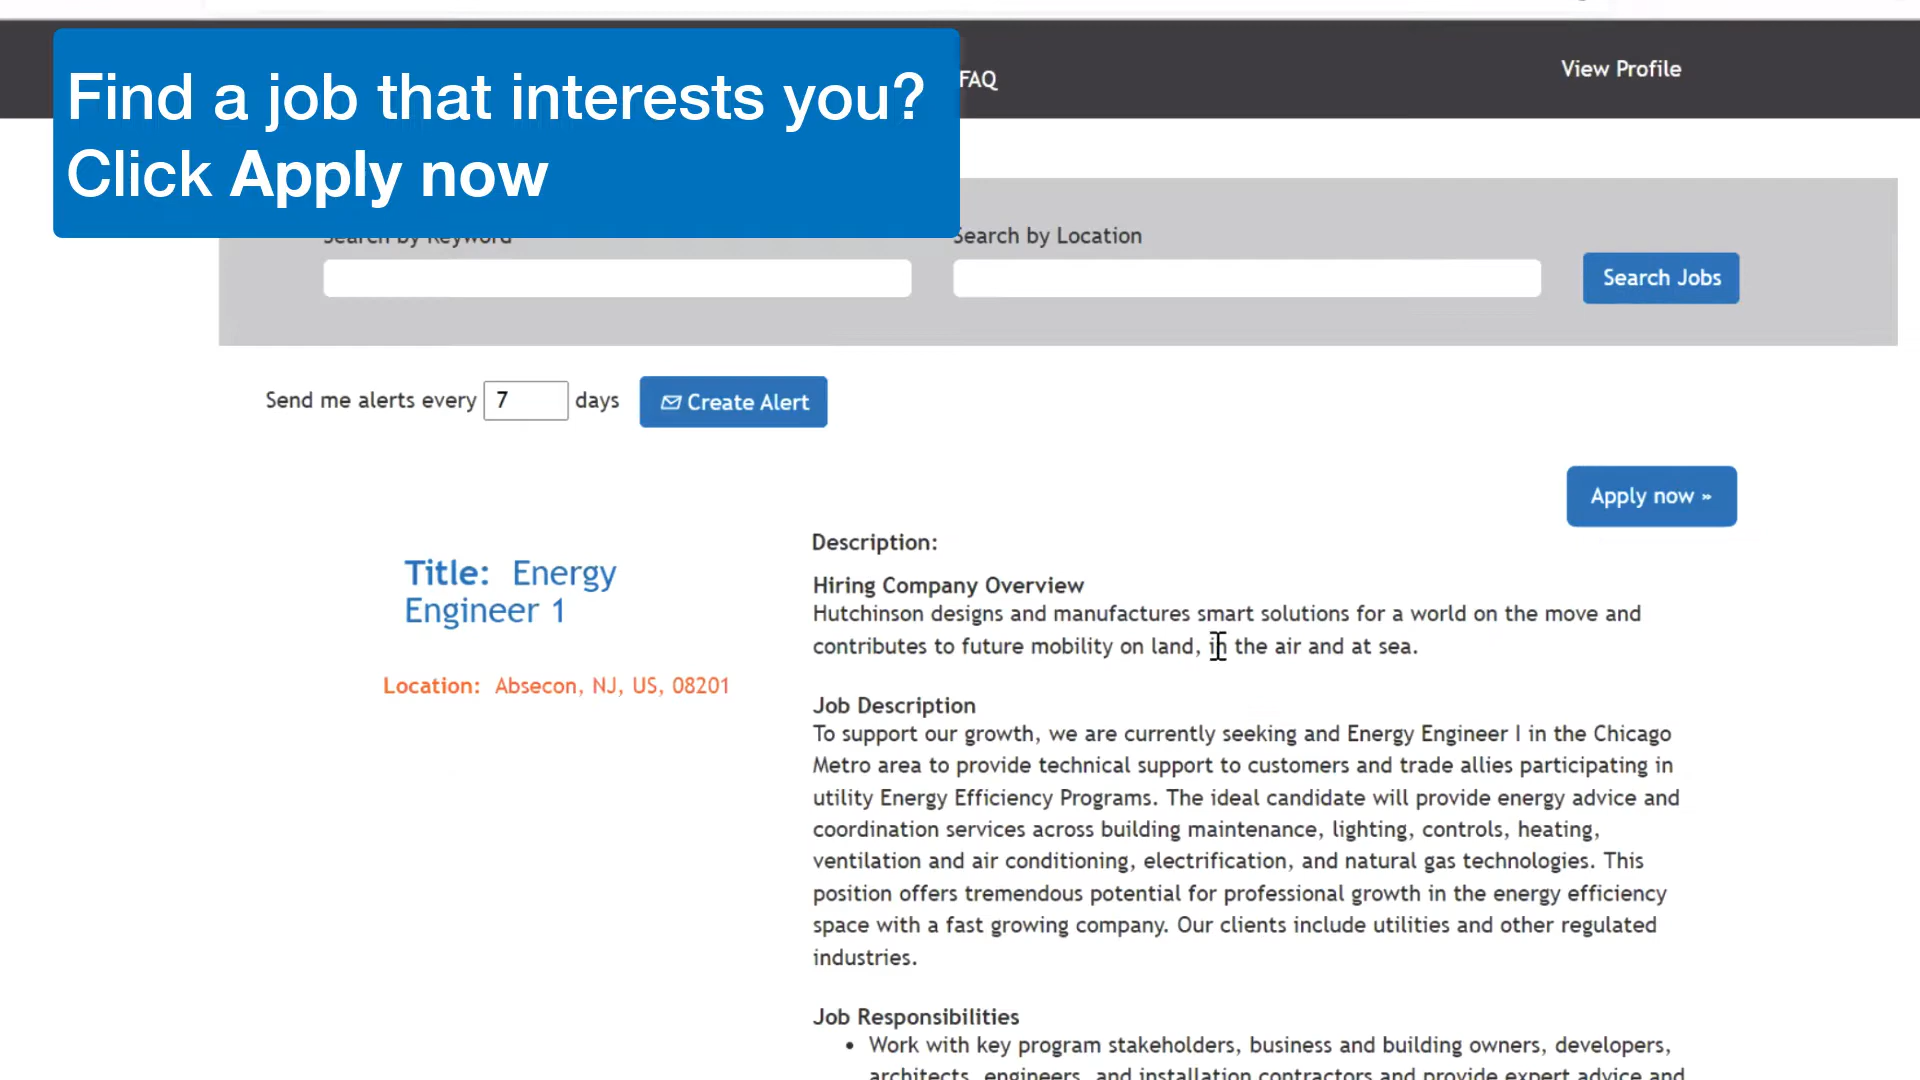 Find a job that interests you?
Click Apply now
FAQ
View Profile
Search by Keyword
Search by Location
Search Jobs
Send me alerts every 7 days
Create Alert
Apply now »
Title: Energy
Engineer 1
Location: Absecon, NJ, US, 08201
Description:
Hiring Company Overview
Hutchinson designs and manufactures smart solutions for a world on the move and
contributes to future mobility on land, in the air and at sea.
Job Description
To support our growth, we are currently seeking and Energy Engineer I in the Chicago
Metro area to provide technical support to customers and trade allies participating in
utility Energy Efficiency Programs. The ideal candidate will provide energy advice and
coordination services across building maintenance, lighting, controls, heating,
ventilation and air conditioning, electrification, and natural gas technologies. This
position offers tremendous potential for professional growth in the energy efficiency
space with a fast growing company. Our clients include utilities and other regulated
industries.
Job Responsibilities
• Work with key program stakeholders, business and building owners, developers,
architects, engineers, and installation contractors and provide expert advice and